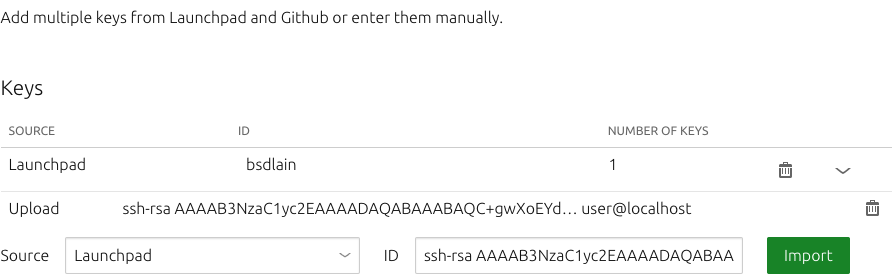 Add multiple keys from Launchpad and Github or enter them manually.
Keys
SOURCE ID NUMBER OF KEYS
Launchpad bsdlain 1
Upload ssh-rsa AAAAB3NzaC1yc2EAAAADAQABAAABAQC+gwXoEYd... user@localhost
Source Launchpad ID ssh-rsa AAAAB3NzaC1yc2EAAAADAQABAA Import